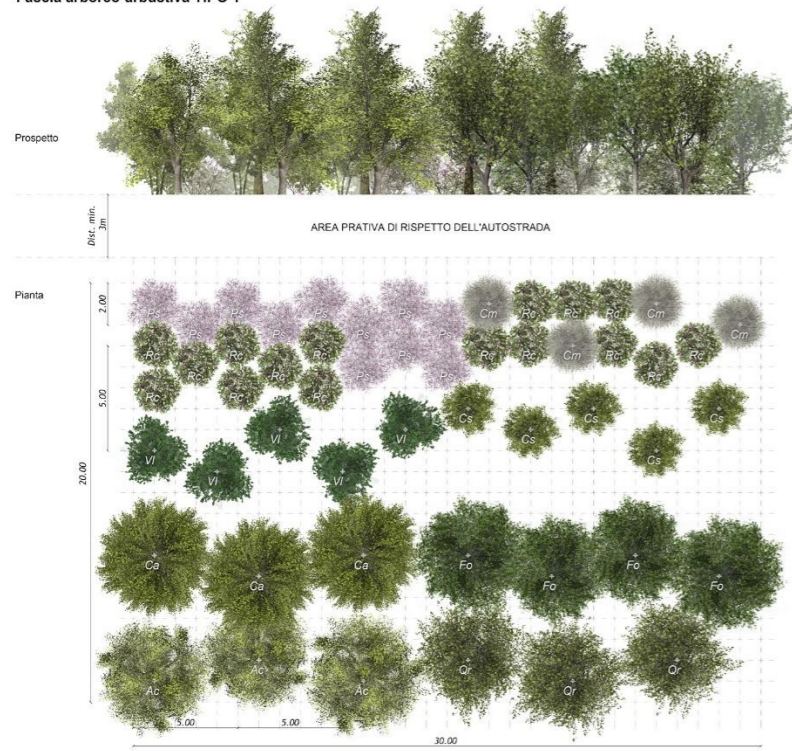 Fascia arboreo-arbustiva TIPO
Prospetto
Dist. min.
3m
AREA PRATIVA DI RISPETTO DELL'AUTOSTRADA
Pianta
2.00
5.00
20.00
Ps Ps Ps Ps Cm Rc Rc Rc Cm
Ps Ps Ps Ps Cm
Rc Rc Rc Ps Rc Rc Cm Rc Rc
Rc Rc Ps Ps Rc
Rc Rc Rc
Cs Cs Cs
Vl Vl Cs
Vl Cs
Vl Vl
Ca Ca Fo Fo
Ca Fo Fo
Ac Qr Qr
Ac Ac Qr
5.00 5.00
30.00